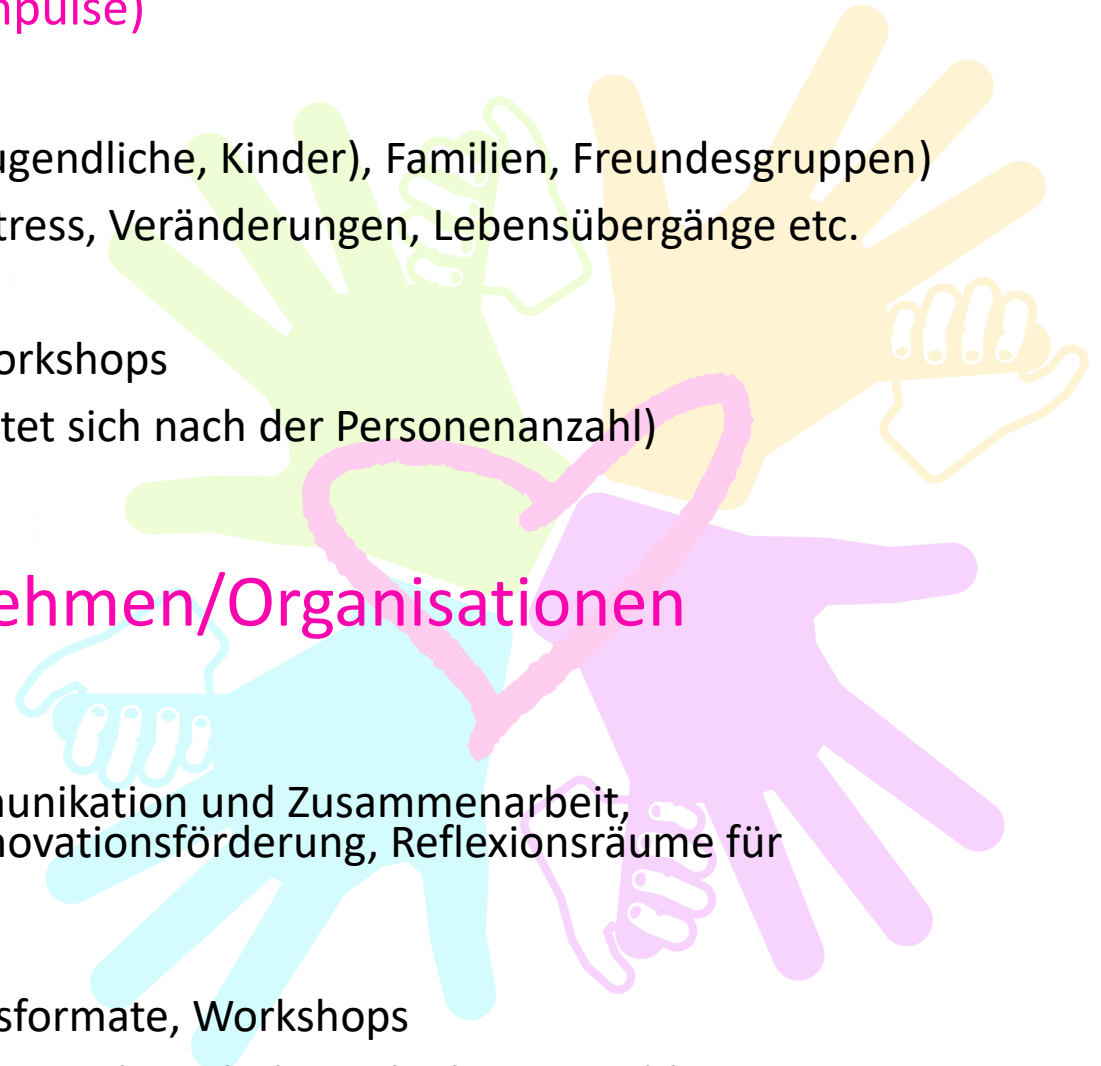 npulse)
ugendliche, Kinder), Familien, Freundesgruppen)
tress, Veränderungen, Lebensübergänge etc.
orkshops
tet sich nach der Personenanzahl)
ehmen/Organisationen
nunikation und Zusammenarbeit,
novationsförderung, Reflexionsräume für
sformate, Workshops